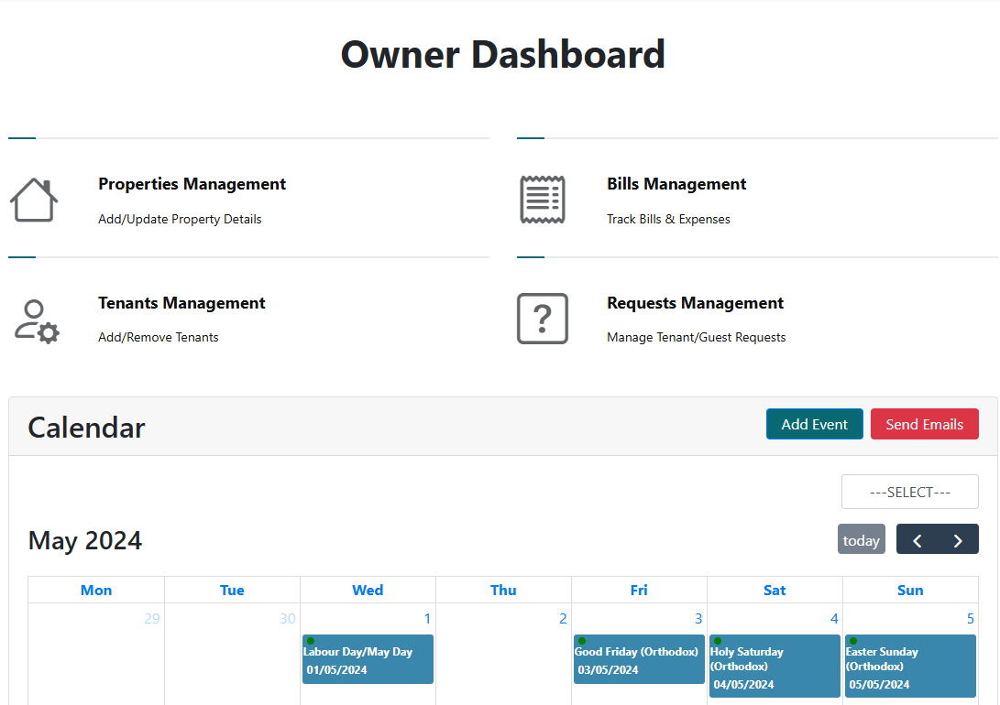 Owner Dashboard
Properties Management
Add/Update Property Details
Bills Management
Track Bills & Expenses
Tenants Management
Add/Remove Tenants
?
Requests Management
Manage Tenant/Guest Requests
Calendar
Add Event
Send Emails
---SELECT---
May 2024
today
Mon Tue Wed Thu Fri Sat Sun
29 30 1 2 3 4 5
Labour Day/May Day
01/05/2024
Good Friday (Orthodox)
03/05/2024
Holy Saturday
(Orthodox)
04/05/2024
Easter Sunday
(Orthodox)
05/05/2024